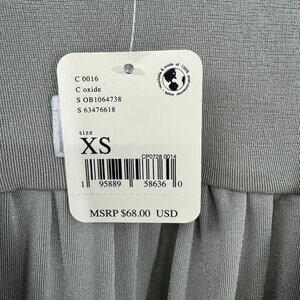 C 0016
C oxide
S OB1064738
S 63476618
size
XS
CP0728 0014
1 95889 58636 0
MSRP $68.00 USD